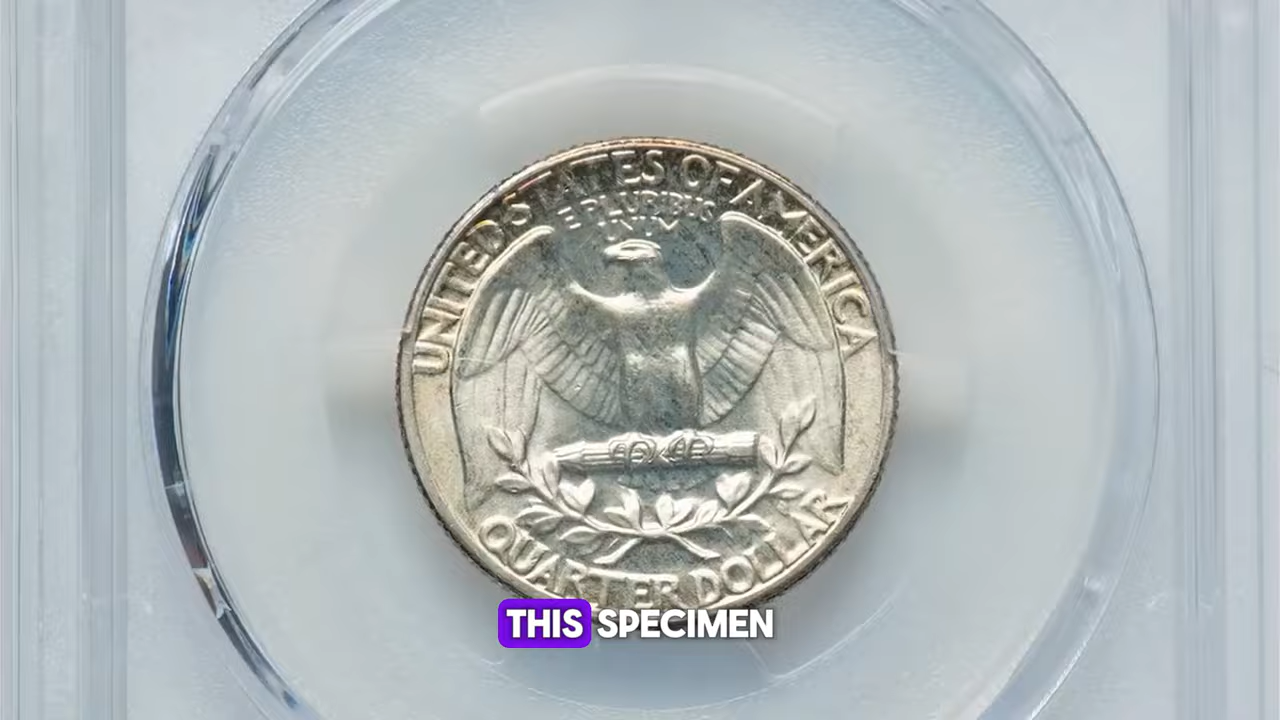 UNITED STATES OF AMERICA
E PLURIBUS
UNUM
QUARTER DOLLAR
THIS SPECIMEN